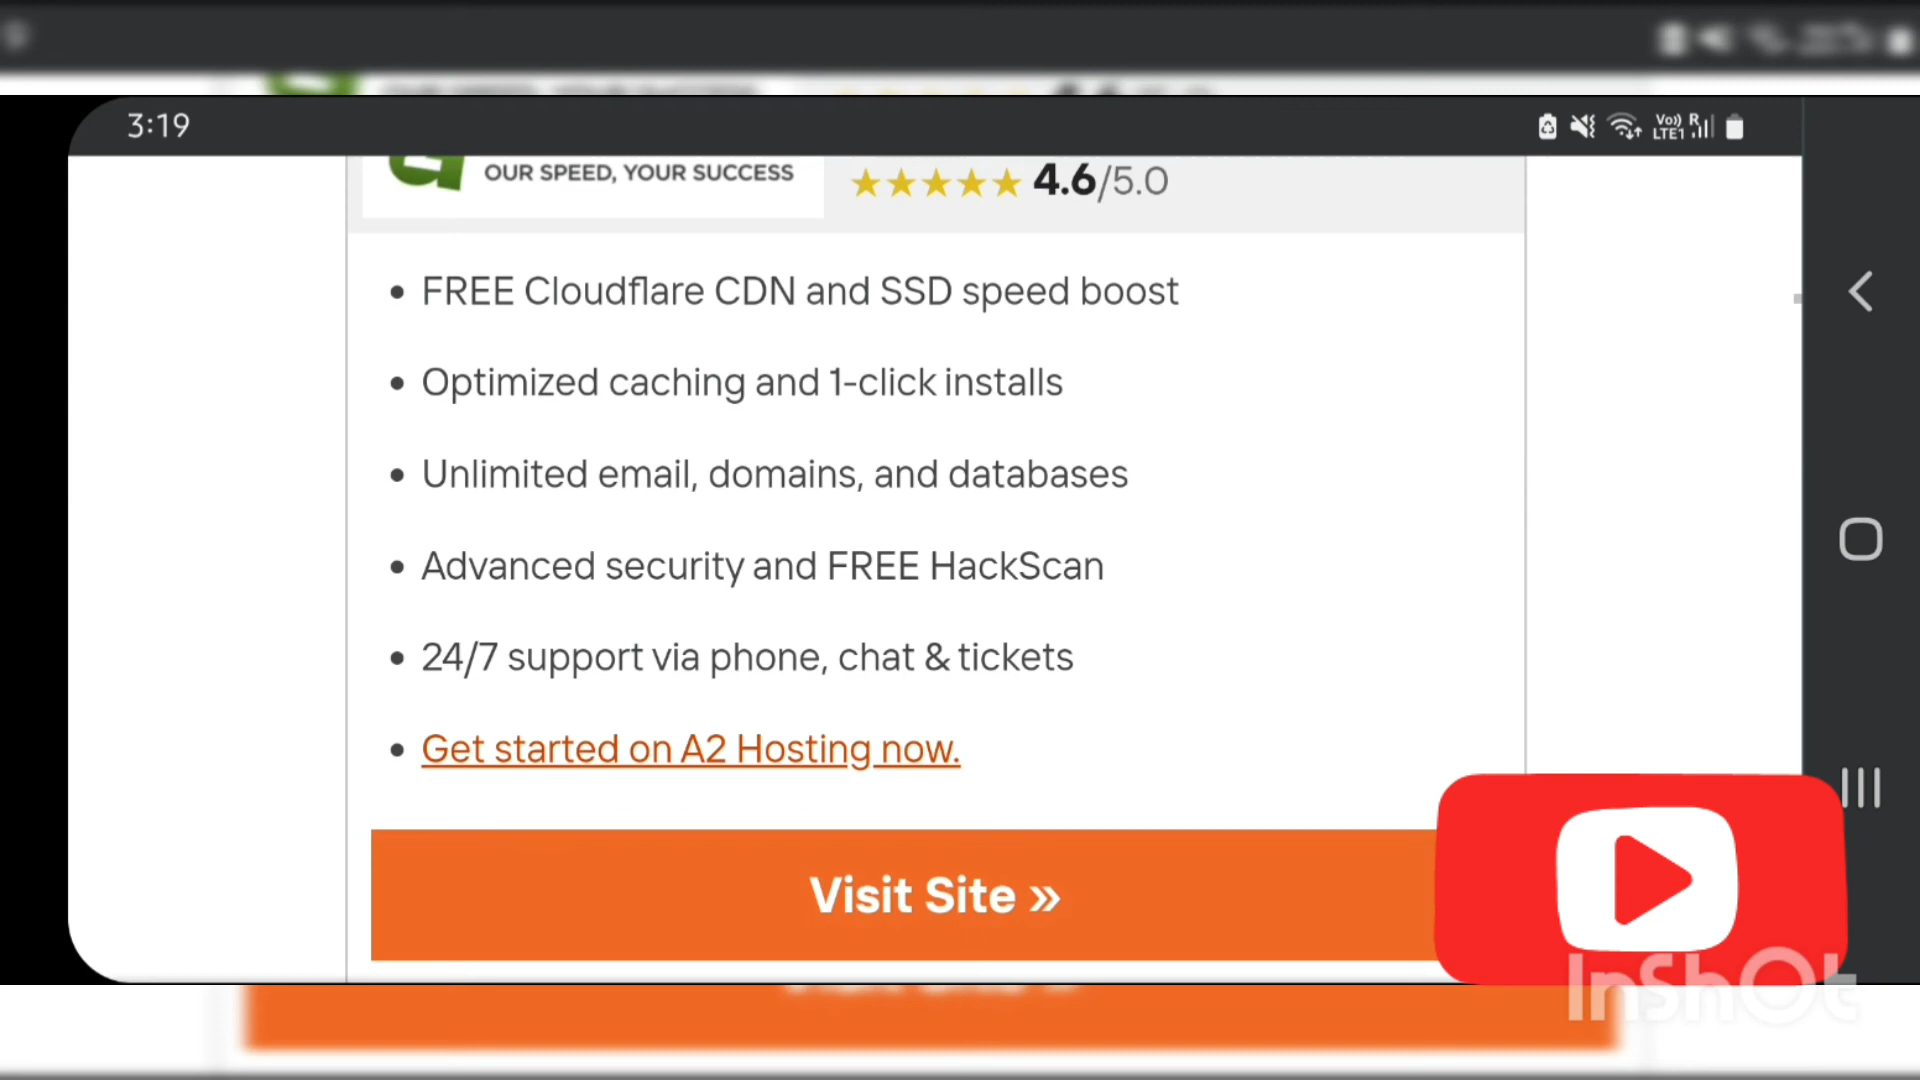 3:19
Vo)) R
LTE1
OUR SPEED, YOUR SUCCESS
4.6/5.0
• FREE Cloudflare CDN and SSD speed boost
• Optimized caching and 1-click installs
• Unlimited email, domains, and databases
• Advanced security and FREE HackScan
• 24/7 support via phone, chat & tickets
• Get started on A2 Hosting now.
Visit Site »
InShOt